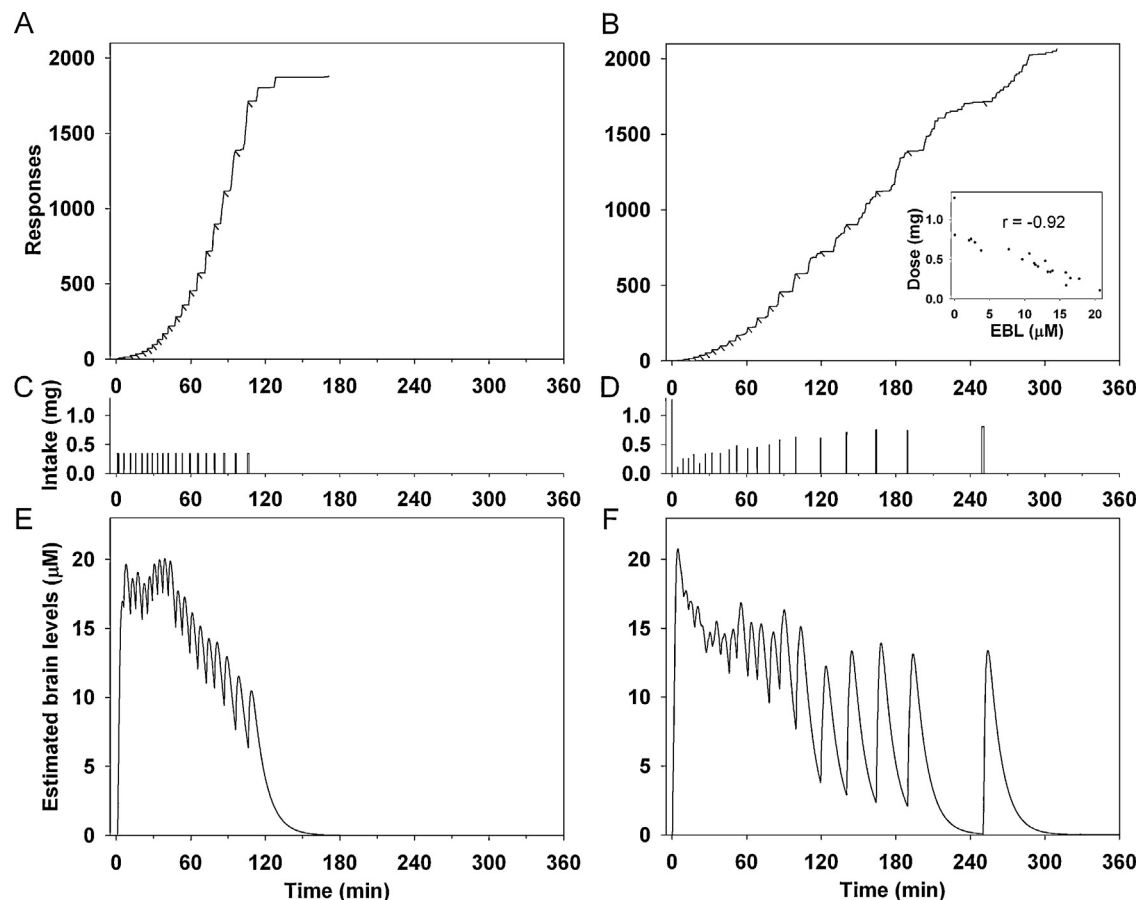 A
2000
1500
1000
500
0
Responses
0 60 120 180 240 300 360
B
2000
1500
1000
500
0
0 60 120 180 240 300 360
r = -0.92
1.0
0.5
0.0
Dose (mg)
0 5 10 15 20
EBL (µM)
C
1.0
0.5
0.0
Intake (mg)
0 60 120 180 240 300 360
D
1.0
0.5
0.0
0 60 120 180 240 300 360
E
20
15
10
5
0
Estimated brain levels (µM)
0 60 120 180 240 300 360
Time (min)
F
20
15
10
5
0
0 60 120 180 240 300 360
Time (min)